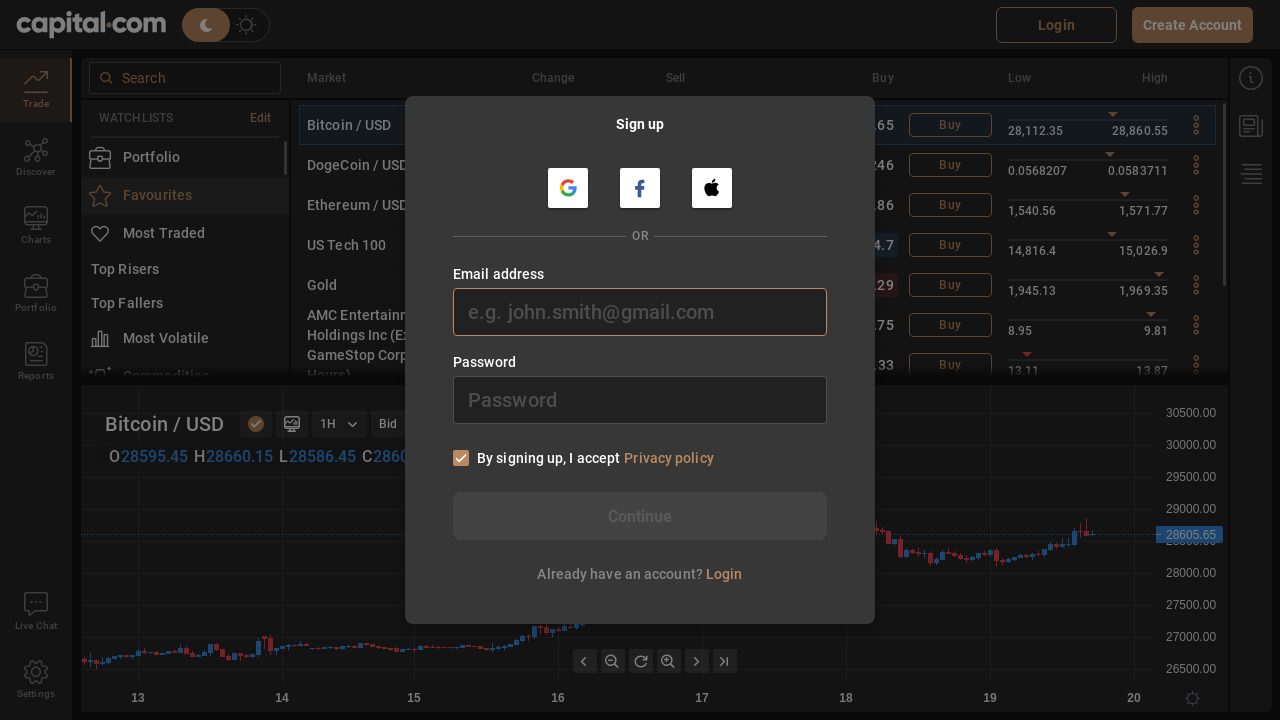 capital.com
Login
Create Account
Trade
Discover
Charts
Portfolio
Reports
Live Chat
Settings
Search
WATCHLISTS Edit
Portfolio
Favourites
Most Traded
Top Risers
Top Fallers
Most Volatile
Commodities
Market Change Sell Buy Low High
Bitcoin / USD .65 Buy 28,112.35 28,860.55
DogeCoin / USD 246 Buy 0.0568207 0.0583711
Ethereum / USD .86 Buy 1,540.56 1,571.77
US Tech 100 4.7 Buy 14,816.4 15,026.9
Gold .29 Buy 1,945.13 1,969.35
AMC Entertainm
Holdings Inc (Ex .75 Buy 8.95 9.81
GameStop Corp .33 Buy 13.11 13.87
Hours)
Sign up
OR
Email address
e.g. john.smith@gmail.com
Password
Password
By signing up, I accept Privacy policy
Continue
Already have an account? Login
Bitcoin / USD 1H Bid
O28595.45 H28660.15 L28586.45 C2860
30500.00
30000.00
29500.00
29000.00
28605.65
28000.00
27500.00
27000.00
26500.00
13 14 15 16 17 18 19 20